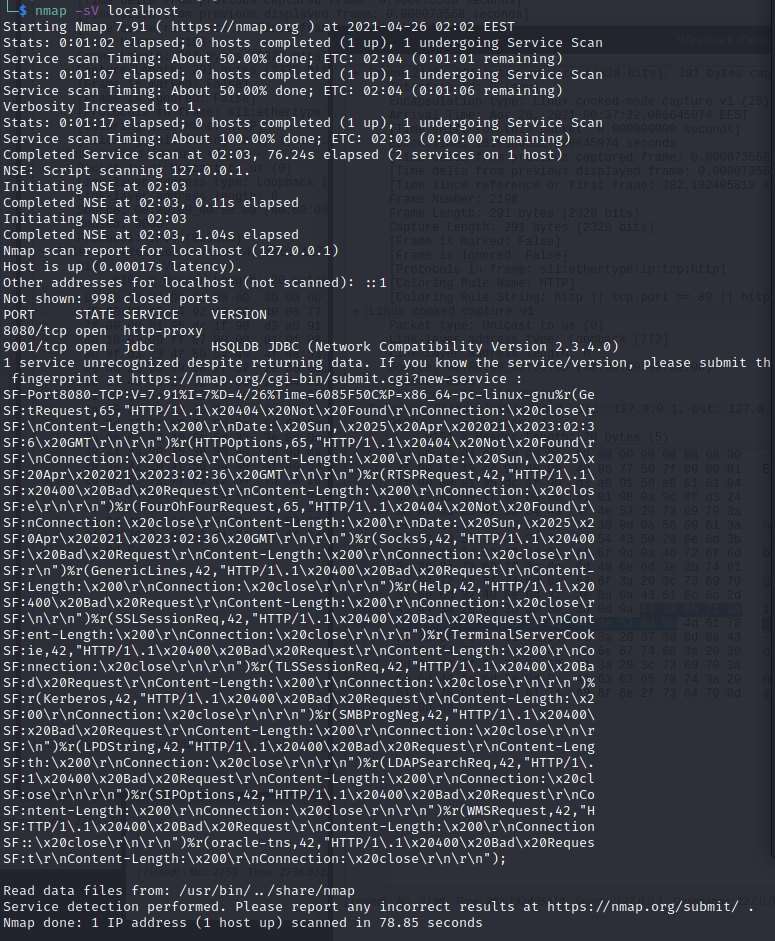 └─$ nmap -sV localhost
Starting Nmap 7.91 ( https://nmap.org ) at 2021-04-26 02:02 EEST
Stats: 0:01:02 elapsed; 0 hosts completed (1 up), 1 undergoing Service Scan
Service scan Timing: About 50.00% done; ETC: 02:04 (0:01:01 remaining)
Stats: 0:01:07 elapsed; 0 hosts completed (1 up), 1 undergoing Service Scan
Service scan Timing: About 50.00% done; ETC: 02:04 (0:01:06 remaining)
Verbosity Increased to 1.
Stats: 0:01:17 elapsed; 0 hosts completed (1 up), 1 undergoing Service Scan
Service scan Timing: About 100.00% done; ETC: 02:03 (0:00:00 remaining)
Completed Service scan at 02:03, 76.24s elapsed (2 services on 1 host)
NSE: Script scanning 127.0.0.1.
Initiating NSE at 02:03
Completed NSE at 02:03, 0.11s elapsed
Initiating NSE at 02:03
Completed NSE at 02:03, 1.04s elapsed
Nmap scan report for localhost (127.0.0.1)
Host is up (0.00017s latency).
Other addresses for localhost (not scanned): ::1
Not shown: 998 closed ports
PORT     STATE SERVICE    VERSION
8080/tcp open  http-proxy
9001/tcp open  jdbc       HSQLDB JDBC (Network Compatibility Version 2.3.4.0)
1 service unrecognized despite returning data. If you know the service/version, please submit th
 fingerprint at https://nmap.org/cgi-bin/submit.cgi?new-service :
SF-Port8080-TCP:V=7.91%I=7%D=4/26%Time=6085F50C%P=x86_64-pc-linux-gnu%r(Ge
SF:tRequest,65,"HTTP/1\.1\x20404\x20Not\x20Found\r\nConnection:\x20close\r
SF:\nContent-Length:\x200\r\nDate:\x20Sun,\x2025\x20Apr\x202021\x2023:02:3
SF:6\x20GMT\r\n\r\n")%r(HTTPOptions,65,"HTTP/1\.1\x20404\x20Not\x20Found\r
SF:\nConnection:\x20close\r\nContent-Length:\x200\r\nDate:\x20Sun,\x2025\x
SF:20Apr\x202021\x2023:02:36\x20GMT\r\n\r\n")%r(RTSPRequest,42,"HTTP/1\.1\
SF:x20400\x20Bad\x20Request\r\nContent-Length:\x200\r\nConnection:\x20clos
SF:e\r\n\r\n")%r(FourOhFourRequest,65,"HTTP/1\.1\x20404\x20Not\x20Found\r\
SF:nConnection:\x20close\r\nContent-Length:\x200\r\nDate:\x20Sun,\x2025\x2
SF:0Apr\x202021\x2023:02:36\x20GMT\r\n\r\n")%r(Socks5,42,"HTTP/1\.1\x20400
SF:\x20Bad\x20Request\r\nContent-Length:\x200\r\nConnection:\x20close\r\n\
SF:r\n")%r(GenericLines,42,"HTTP/1\.1\x20400\x20Bad\x20Request\r\nContent-
SF:Length:\x200\r\nConnection:\x20close\r\n\r\n")%r(Help,42,"HTTP/1\.1\x20
SF:400\x20Bad\x20Request\r\nContent-Length:\x200\r\nConnection:\x20close\r
SF:\n\r\n")%r(SSLSessionReq,42,"HTTP/1\.1\x20400\x20Bad\x20Request\r\nCont
SF:ent-Length:\x200\r\nConnection:\x20close\r\n\r\n")%r(TerminalServerCook
SF:ie,42,"HTTP/1\.1\x20400\x20Bad\x20Request\r\nContent-Length:\x200\r\nCo
SF:nnection:\x20close\r\n\r\n")%r(TLSSessionReq,42,"HTTP/1\.1\x20400\x20Ba
SF:d\x20Request\r\nContent-Length:\x200\r\nConnection:\x20close\r\n\r\n")%
SF:r(Kerberos,42,"HTTP/1\.1\x20400\x20Bad\x20Request\r\nContent-Length:\x2
SF:00\r\nConnection:\x20close\r\n\r\n")%r(SMBProgNeg,42,"HTTP/1\.1\x20400\
SF:x20Bad\x20Request\r\nContent-Length:\x200\r\nConnection:\x20close\r\n\r
SF:\n")%r(LPDString,42,"HTTP/1\.1\x20400\x20Bad\x20Request\r\nContent-Leng
SF:th:\x200\r\nConnection:\x20close\r\n\r\n")%r(LDAPSearchReq,42,"HTTP/1\.
SF:1\x20400\x20Bad\x20Request\r\nContent-Length:\x200\r\nConnection:\x20cl
SF:ose\r\n\r\n")%r(SIPOptions,42,"HTTP/1\.1\x20400\x20Bad\x20Request\r\nCo
SF:ntent-Length:\x200\r\nConnection:\x20close\r\n\r\n")%r(WMSRequest,42,"H
SF:TTP/1\.1\x20400\x20Bad\x20Request\r\nContent-Length:\x200\r\nConnection
SF::\x20close\r\n\r\n")%r(oracle-tns,42,"HTTP/1\.1\x20400\x20Bad\x20Reques
SF:t\r\nContent-Length:\x200\r\nConnection:\x20close\r\n\r\n");
Read data files from: /usr/bin/../share/nmap
Service detection performed. Please report any incorrect results at https://nmap.org/submit/ .
Nmap done: 1 IP address (1 host up) scanned in 78.85 seconds